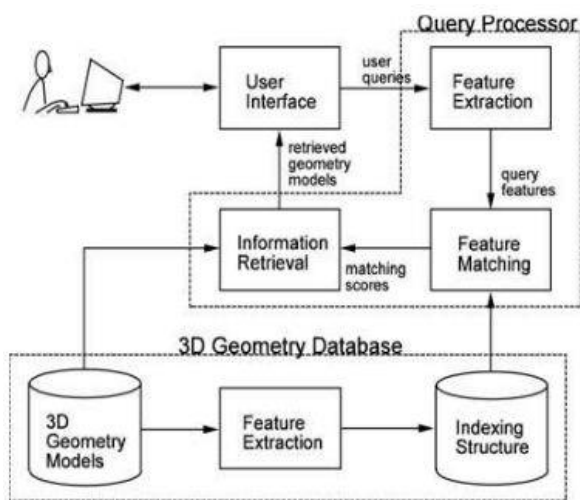 Query Processor
User
Interface
user
queries
Feature
Extraction
retrieved
geometry
models
query
features
Information
Retrieval
matching
scores
Feature
Matching
3D Geometry Database
3D
Geometry
Models
Feature
Extraction
Indexing
Structure